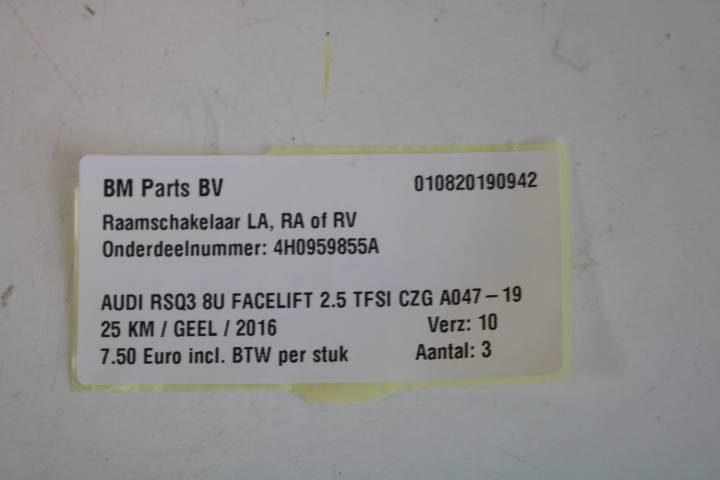 BM Parts BV 010820190942
Raamschakelaar LA, RA of RV
Onderdeelnummer: 4H0959855A
AUDI RSQ3 8U FACELIFT 2.5 TFSI CZG A047-19
25 KM / GEEL / 2016 Verz: 10
7.50 Euro incl. BTW per stuk Aantal: 3